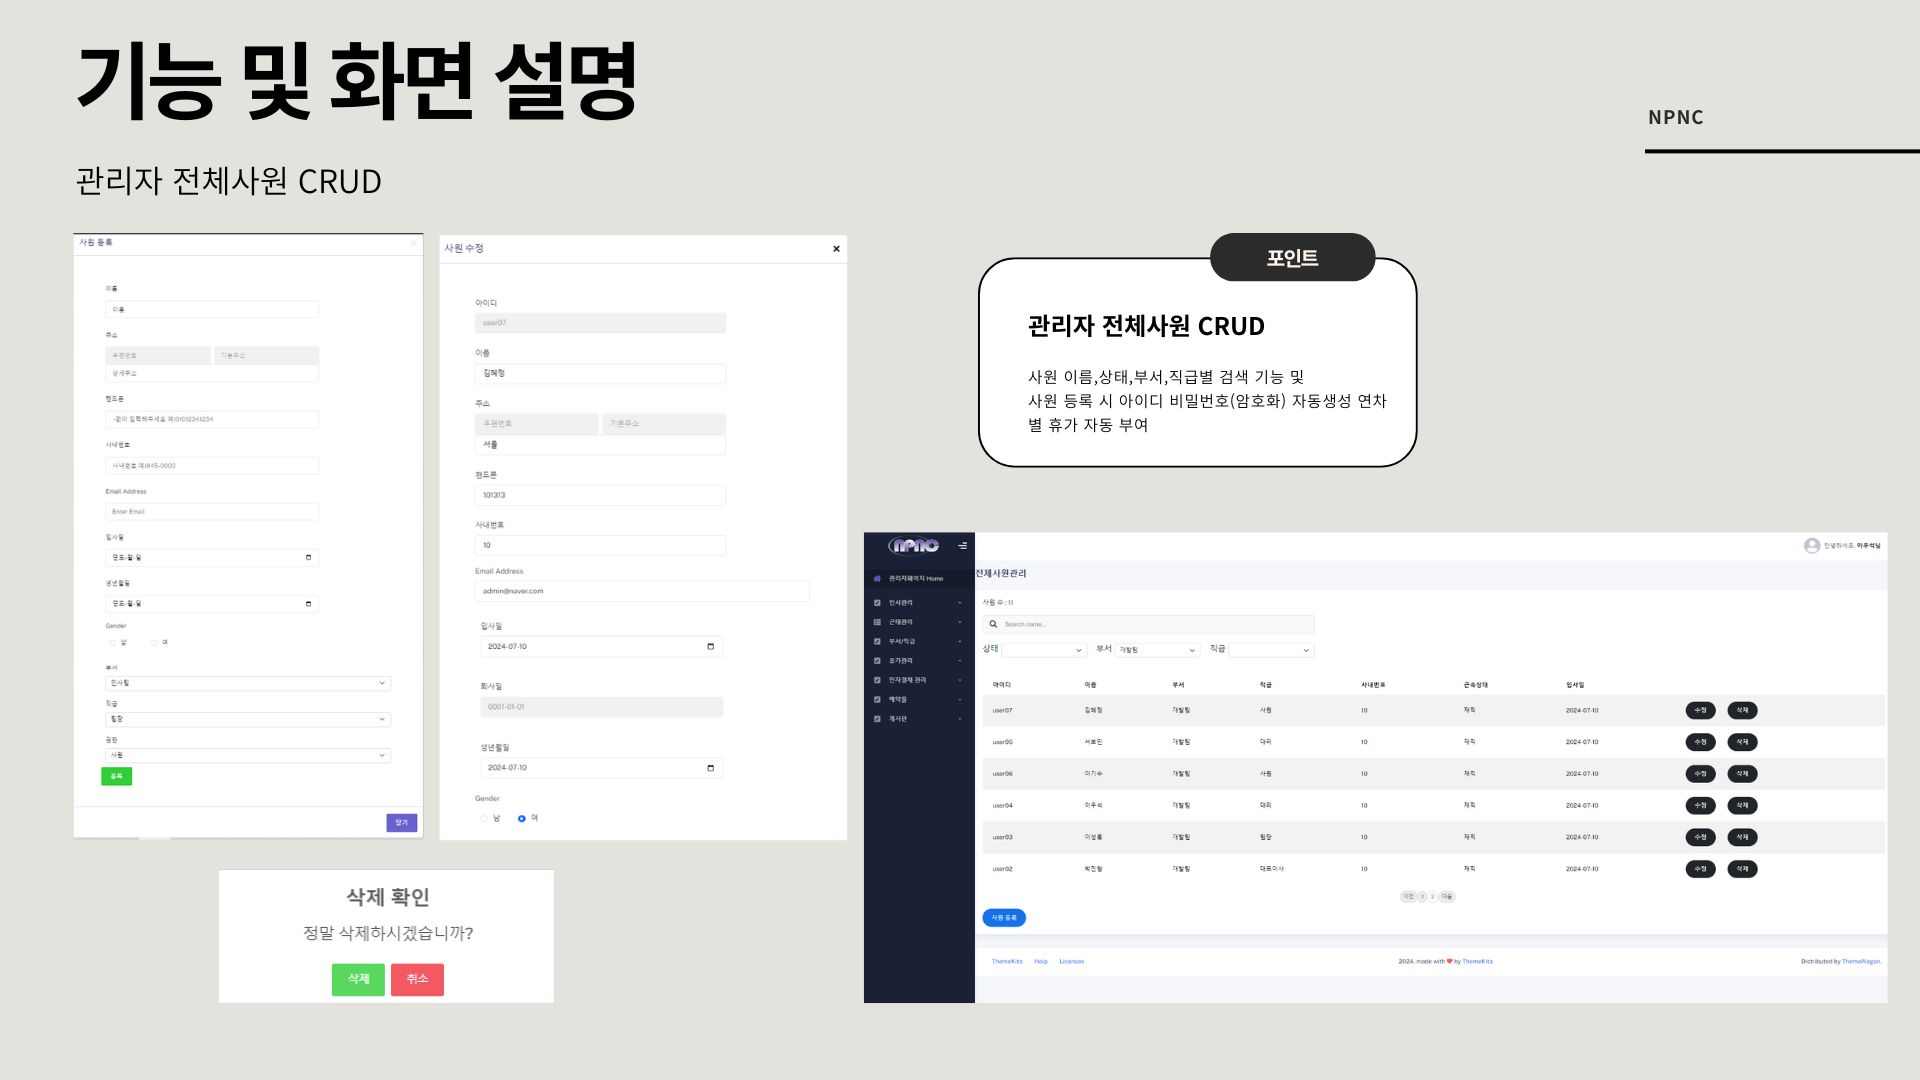 기능 및 화면 설명
NPNC
관리자 전체사원 CRUD
사원 등록
이름
이름
주소
우편번호 기본주소
상세주소
핸드폰
-없이 입력해주세요 예)01012341234
사내번호
사내번호 예)845-0000
Email Address
Enter Email
입사일
연도-월-일
생년월일
연도-월-일
Gender
남 여
부서
인사팀
직급
팀장
권한
사원
등록
닫기
사원 수정
아이디
user07
이름
김혜정
주소
우편번호 기본주소
서울
핸드폰
101313
사내번호
10
Email Address
admin@naver.com
입사일
2024-07-10
퇴사일
0001-01-01
생년월일
2024-07-10
Gender
남 여
삭제 확인
정말 삭제하시겠습니까?
삭제 취소
포인트
관리자 전체사원 CRUD
사원 이름,상태,부서,직급별 검색 기능 및
사원 등록 시 아이디 비밀번호(암호화) 자동생성 연차
별 휴가 자동 부여
NPNC
안녕하세요, 이우석님
관리자페이지 Home
인사관리
근태관리
부서/직급
휴가관리
전자결재 관리
예약물
게시판
전체사원관리
사원 수 : 11
Search name...
상태 부서 개발팀 직급
아이디 이름 부서 직급 사내번호 근속상태 입사일
user07 김혜정 개발팀 사원 10 재직 2024-07-10 수정 삭제
user05 개발팀 대리 10 재직 2024-07-10 수정 삭제
user06 이기수 개발팀 사원 10 재직 2024-07-10 수정 삭제
user04 이우석 개발팀 대리 10 재직 2024-07-10 수정 삭제
user03 개발팀 팀장 10 재직 2024-07-10 수정 삭제
user02 개발팀 대표이사 10 재직 2024-07-10 수정 삭제
이전 1 2 다음
사원 등록
ThemeKita Help Licenses
2024, made with by ThemeKita
Distributed by ThemeWagon.